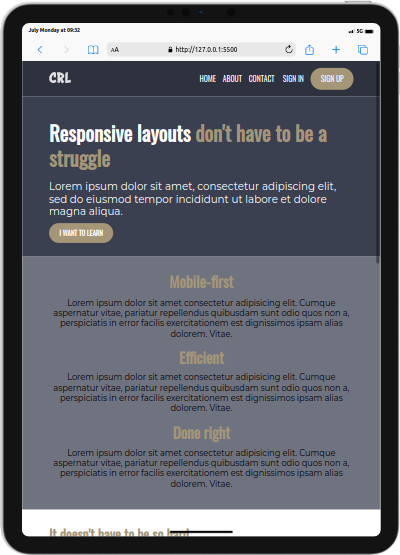 July Monday at 09:32
5G
AA
http://127.0.0.1:5500
CRL
HOME ABOUT CONTACT SIGN IN SIGN UP
Responsive layouts don't have to be a
struggle
Lorem ipsum dolor sit amet, consectetur adipiscing elit,
sed do eiusmod tempor incididunt ut labore et dolore
magna aliqua.
I WANT TO LEARN
Mobile-first
Lorem ipsum dolor sit amet consectetur adipisicing elit. Cumque
aspernatur vitae, pariatur repellendus quibusdam sunt odio quos non a,
perspiciatis in error facilis exercitationem est dignissimos ipsam alias
dolorem. Vitae.
Efficient
Lorem ipsum dolor sit amet consectetur adipisicing elit. Cumque
aspernatur vitae, pariatur repellendus quibusdam sunt odio quos non a,
perspiciatis in error facilis exercitationem est dignissimos ipsam alias
dolorem. Vitae.
Done right
Lorem ipsum dolor sit amet consectetur adipisicing elit. Cumque
aspernatur vitae, pariatur repellendus quibusdam sunt odio quos non a,
perspiciatis in error facilis exercitationem est dignissimos ipsam alias
dolorem. Vitae.
It doesn't have to be so hard